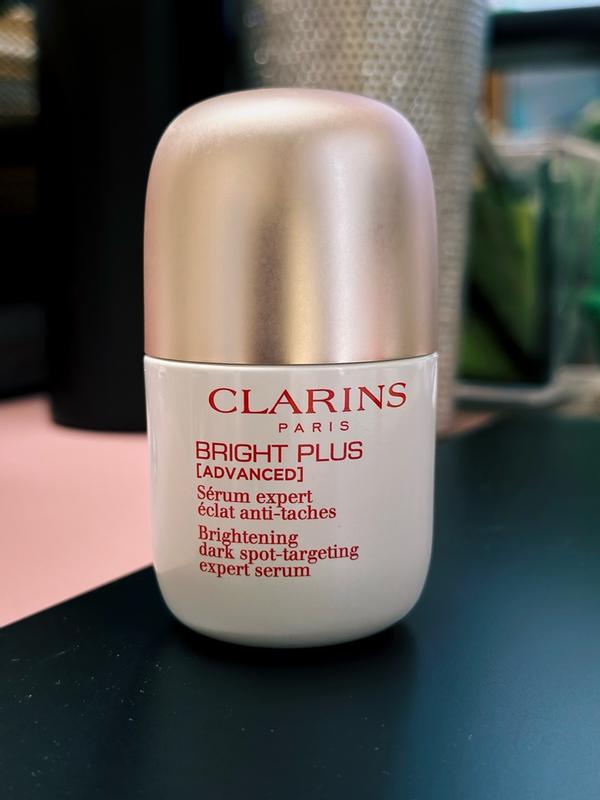 CLARINS
PARIS
BRIGHT PLUS
[ADVANCED]
Sérum expert
éclat anti-taches
Brightening
dark spot-targeting
expert serum